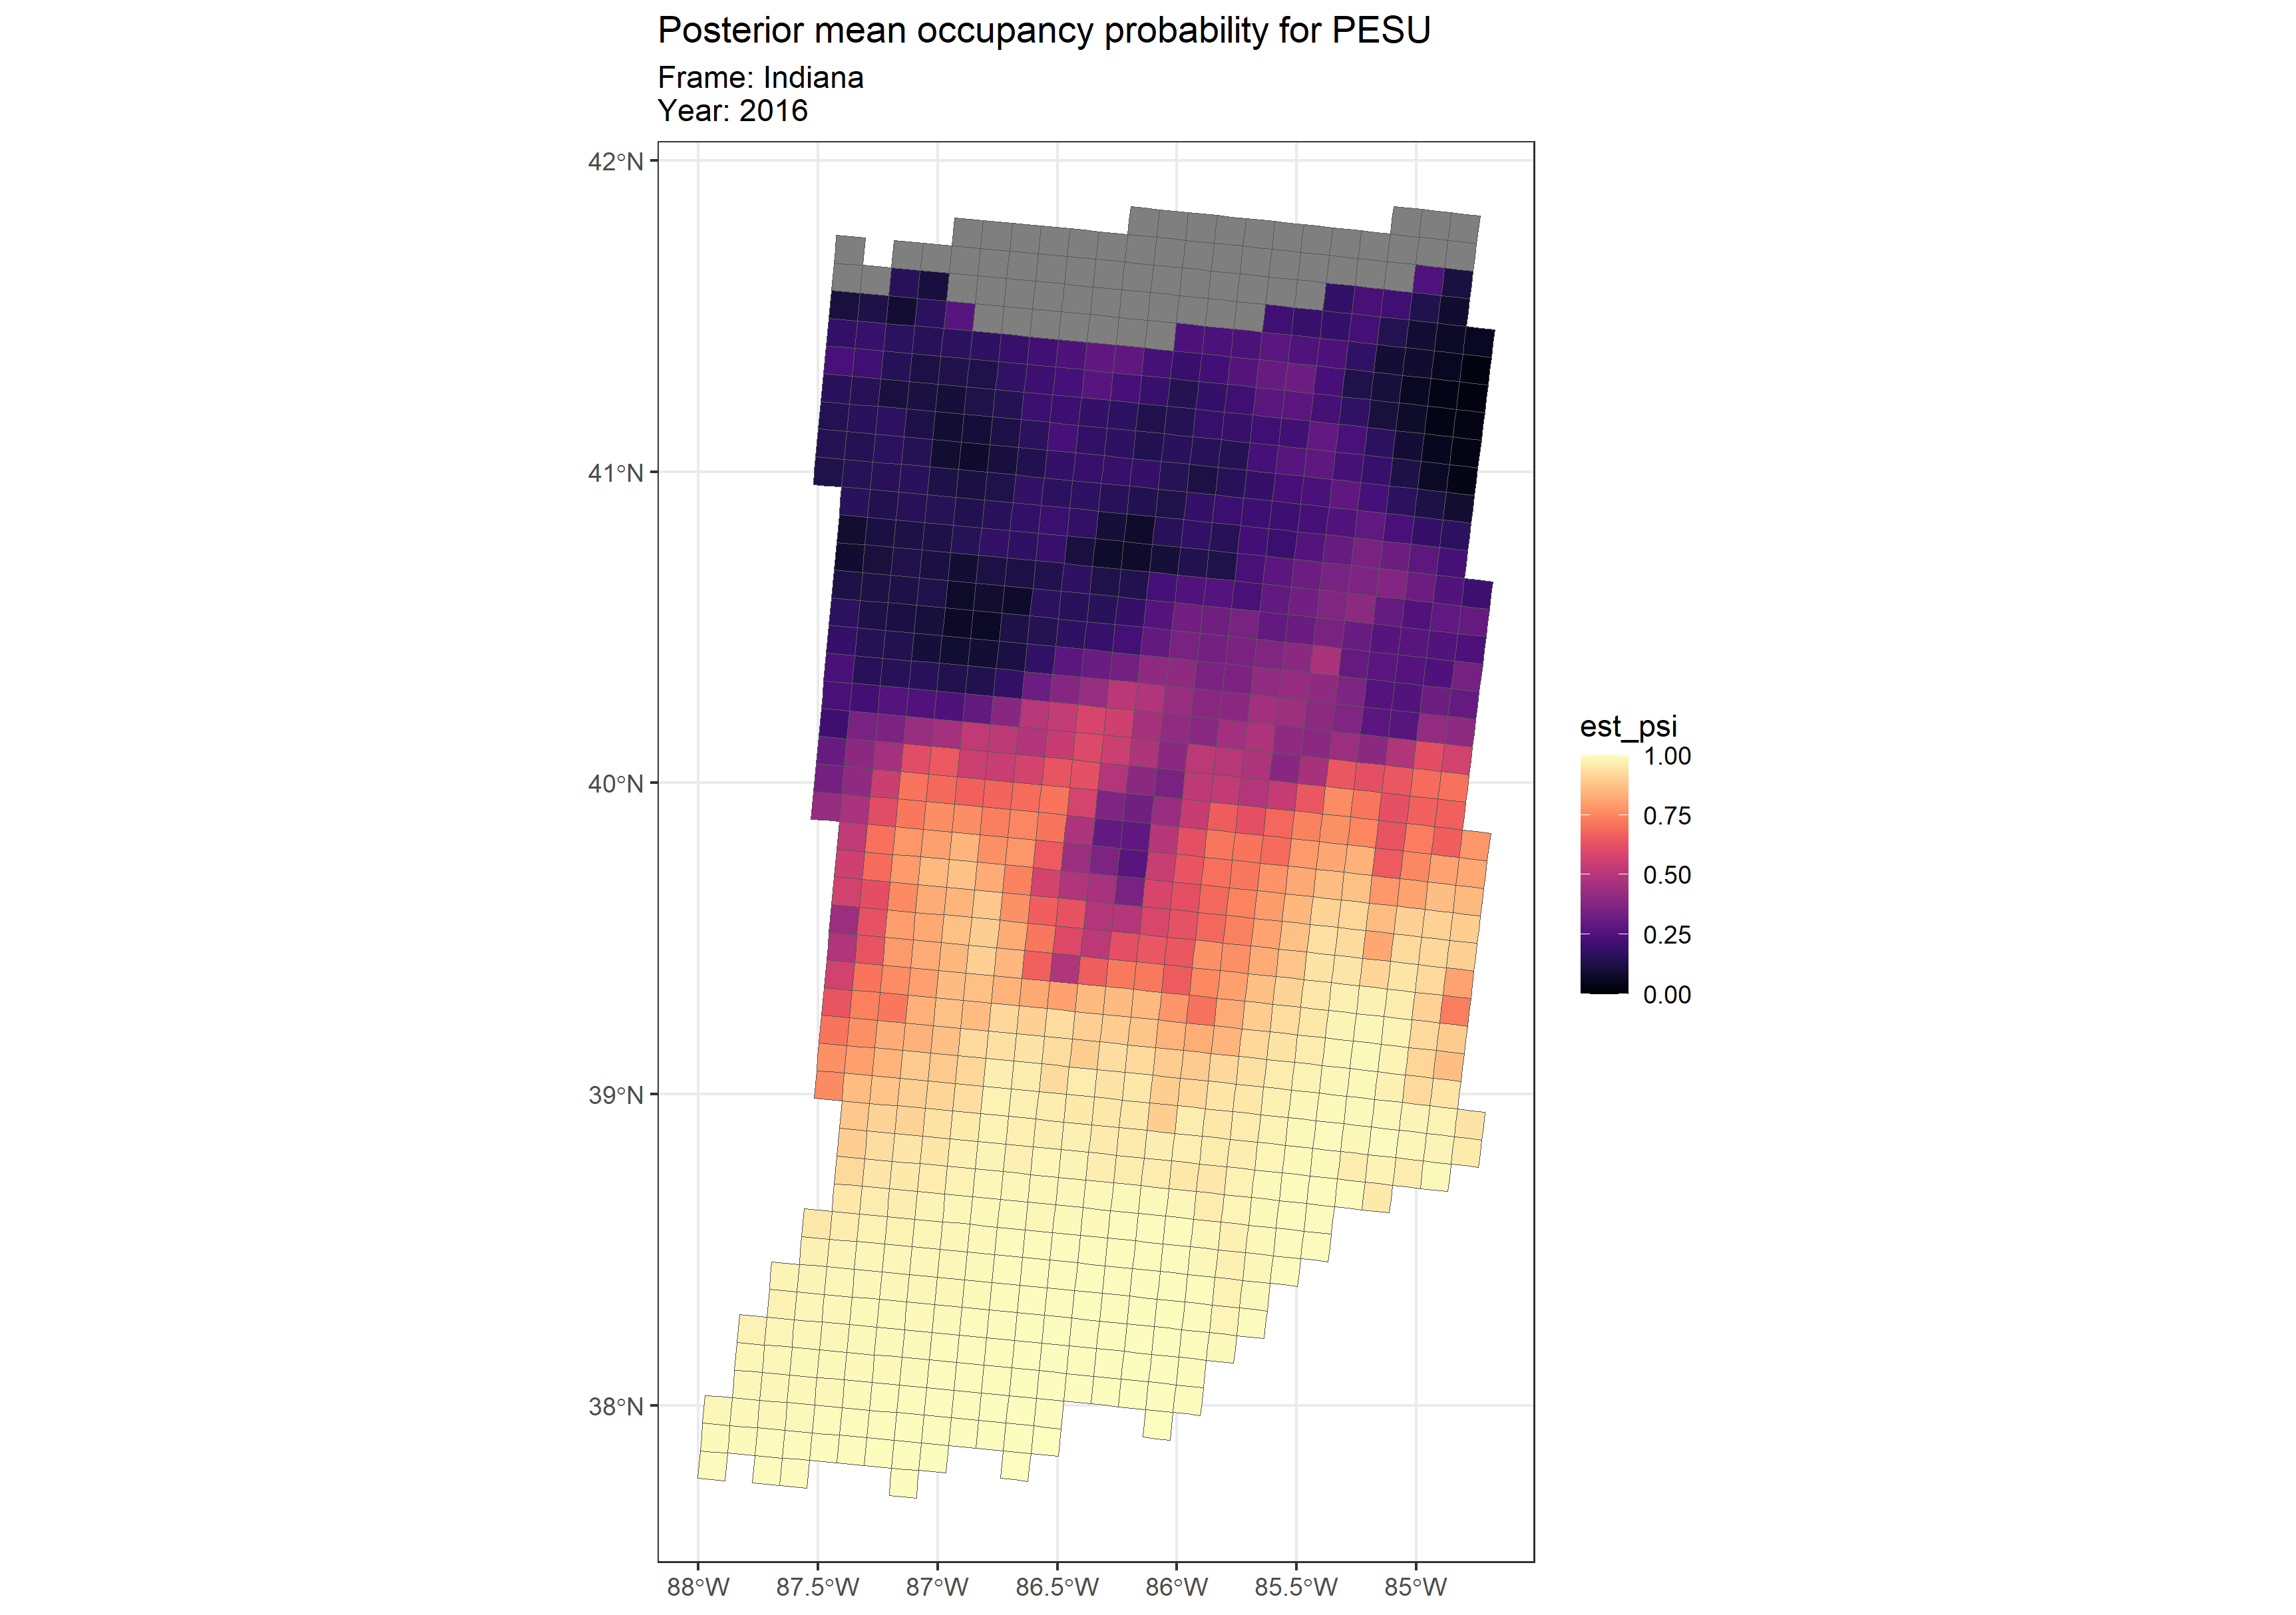 Posterior mean occupancy probability for PESU
Frame: Indiana
Year: 2016
42°N
41°N
40°N
39°N
38°N
88°W 87.5°W 87°W 86.5°W 86°W 85.5°W 85°W
est_psi
1.00
0.75
0.50
0.25
0.00